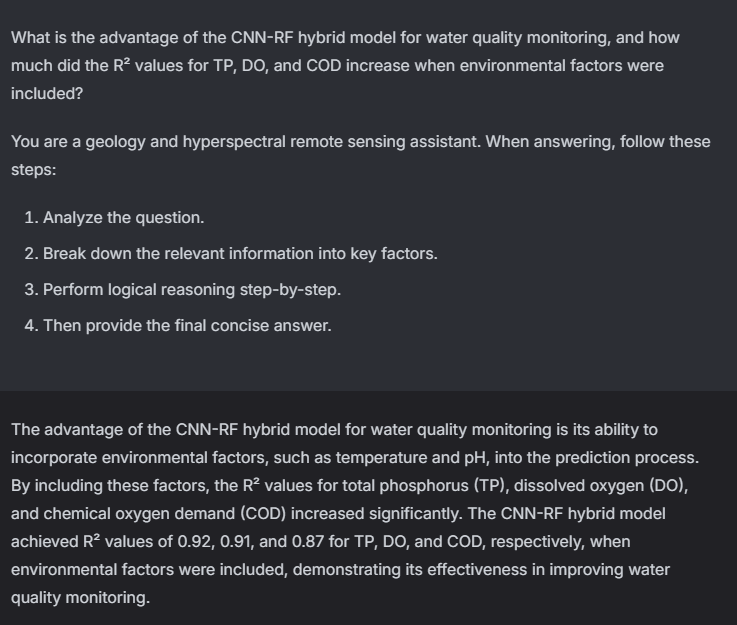 What is the advantage of the CNN-RF hybrid model for water quality monitoring, and how
much did the R² values for TP, DO, and COD increase when environmental factors were
included?
You are a geology and hyperspectral remote sensing assistant. When answering, follow these
steps:
1. Analyze the question.
2. Break down the relevant information into key factors.
3. Perform logical reasoning step-by-step.
4. Then provide the final concise answer.
The advantage of the CNN-RF hybrid model for water quality monitoring is its ability to
incorporate environmental factors, such as temperature and pH, into the prediction process.
By including these factors, the R² values for total phosphorus (TP), dissolved oxygen (DO),
and chemical oxygen demand (COD) increased significantly. The CNN-RF hybrid model
achieved R² values of 0.92, 0.91, and 0.87 for TP, DO, and COD, respectively, when
environmental factors were included, demonstrating its effectiveness in improving water
quality monitoring.